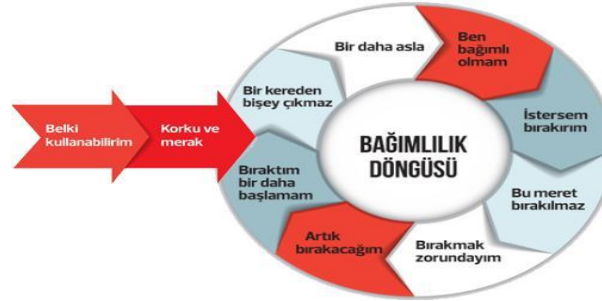 Belki
kullanabilirim
Korku ve
merak
Bir kereden
bişey çıkmaz
Bir daha asla
Ben
bağımlı
olmam
İstersem
bırakırım
Bu meret
bırakılmaz
Bırakmak
zorundayım
Artık
bırakacağım
Bıraktım
bir daha
başlamam
BAĞIMLILIK
DÖNGÜSÜ